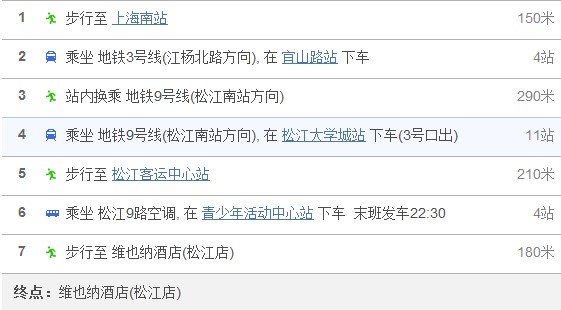 1 步行至 上海南站 150米
2 乘坐 地铁3号线(江杨北路方向), 在 宜山路站 下车 4站
3 站内换乘 地铁9号线(松江南站方向) 290米
4 乘坐 地铁9号线(松江南站方向), 在 松江大学城站 下车(3号口出) 11站
5 步行至 松江客运中心站 210米
6 乘坐 松江9路空调, 在 青少年活动中心站 下车 末班发车22:30 4站
7 步行至 维也纳酒店(松江店) 180米
终点：维也纳酒店(松江店)